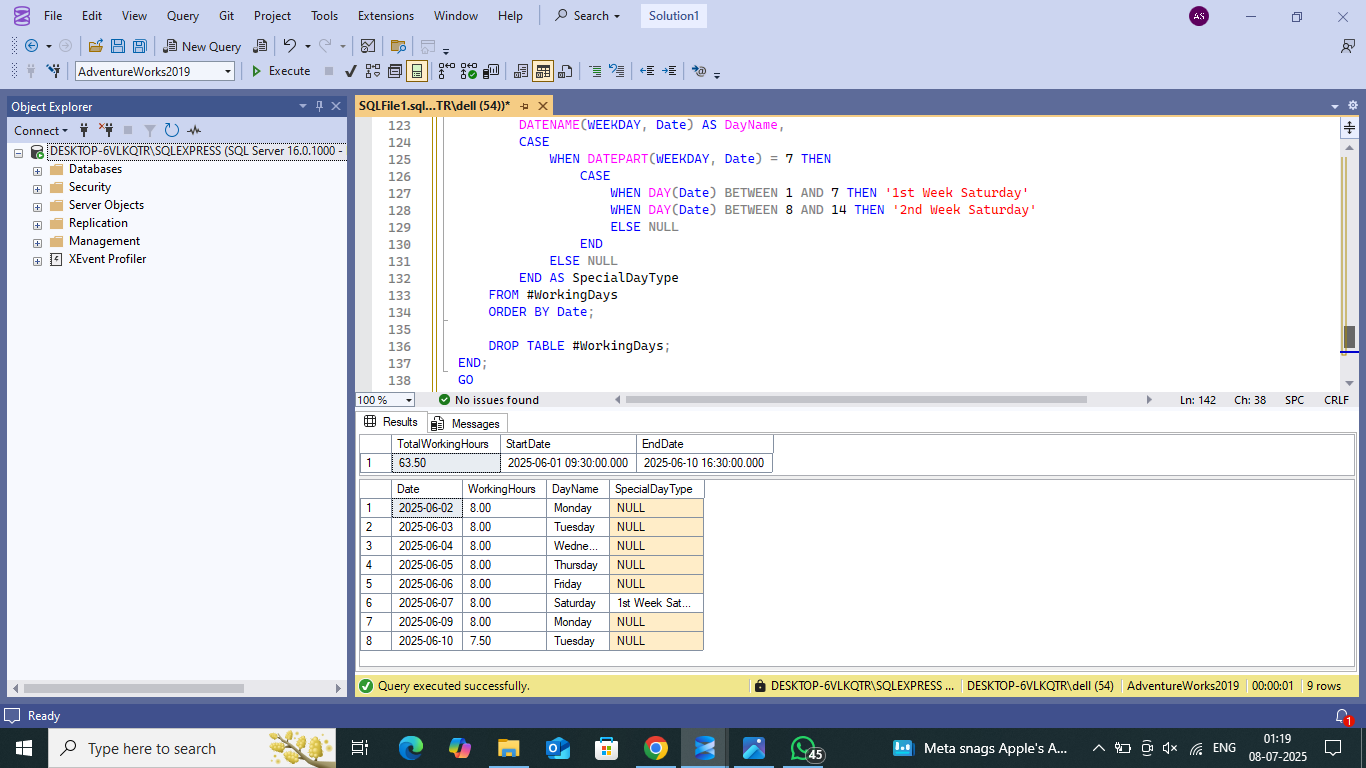 File Edit View Query Git Project Tools Extensions Window Help Search Solution1 AS
New Query
AdventureWorks2019 Execute
Object Explorer
Connect
DESKTOP-6VLKQTR\SQLEXPRESS (SQL Server 16.0.1000 -
Databases
Security
Server Objects
Replication
Management
XEvent Profiler
SQLFile1.sql...TR\dell (54))*
123 DATENAME(WEEKDAY, Date) AS DayName,
124 CASE
125 WHEN DATEPART(WEEKDAY, Date) = 7 THEN
126 CASE
127 WHEN DAY(Date) BETWEEN 1 AND 7 THEN '1st Week Saturday'
128 WHEN DAY(Date) BETWEEN 8 AND 14 THEN '2nd Week Saturday'
129 ELSE NULL
130 END
131 ELSE NULL
132 END AS SpecialDayType
133 FROM #WorkingDays
134 ORDER BY Date;
135
136 DROP TABLE #WorkingDays;
137 END;
138 GO
100 % No issues found Ln: 142 Ch: 38 SPC CRLF
Results Messages
TotalWorkingHours StartDate EndDate
1 63.50 2025-06-01 09:30:00.000 2025-06-10 16:30:00.000
Date WorkingHours DayName SpecialDayType
1 2025-06-02 8.00 Monday NULL
2 2025-06-03 8.00 Tuesday NULL
3 2025-06-04 8.00 Wedne... NULL
4 2025-06-05 8.00 Thursday NULL
5 2025-06-06 8.00 Friday NULL
6 2025-06-07 8.00 Saturday 1st Week Sat...
7 2025-06-09 8.00 Monday NULL
8 2025-06-10 7.50 Tuesday NULL
Query executed successfully. DESKTOP-6VLKQTR\SQLEXPRESS ... DESKTOP-6VLKQTR\dell (54) AdventureWorks2019 00:00:01 9 rows
Ready 1
Type here to search 45 Meta snags Apple's A... ENG 01:19
08-07-2025